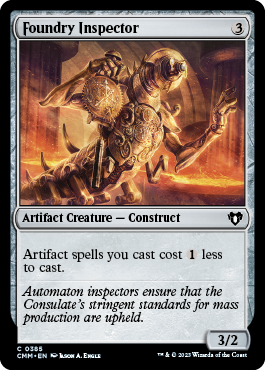 Foundry Inspector 3
Artifact Creature — Construct
Artifact spells you cast cost 1 less
to cast.
Automaton inspectors ensure that the
Consulate's stringent standards for mass
production are upheld.
3/2
C 0365
CMM • EN Jason A. Engle
™ & © 2023 Wizards of the Coast